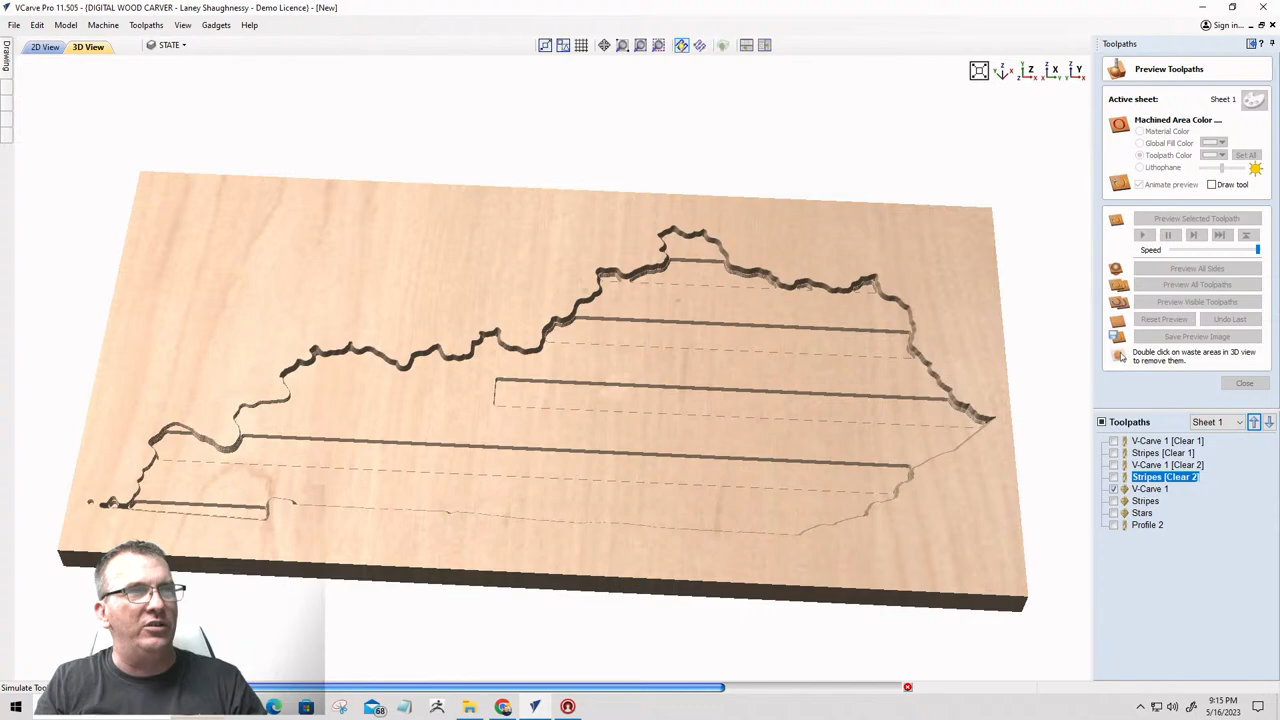 VCarve Pro 11.505 - {DIGITAL WOOD CARVER - Laney Shaughnessy - Demo Licence} - [New]
File Edit Model Machine Toolpaths View Gadgets Help
Sign in...
Drawing
2D View 3D View STATE
Z X Y
Toolpaths
Preview Toolpaths
Active sheet: Sheet 1
Machined Area Color ....
Material Color
Global Fill Color
Toolpath Color Set All
Lithophane
Animate preview Draw tool
Preview Selected Toolpath
Speed
Preview All Sides
Preview All Toolpaths
Preview Visible Toolpaths
Reset Preview Undo Last
Save Preview Image
Double click on waste areas in 3D view
to remove them.
Close
Toolpaths Sheet 1
V-Carve 1 [Clear 1]
Stripes [Clear 1]
V-Carve 1 [Clear 2]
Stripes [Clear 2]
V-Carve 1
Stripes
Stars
Profile 2
Simulate
68
9:15 PM
5/16/2023